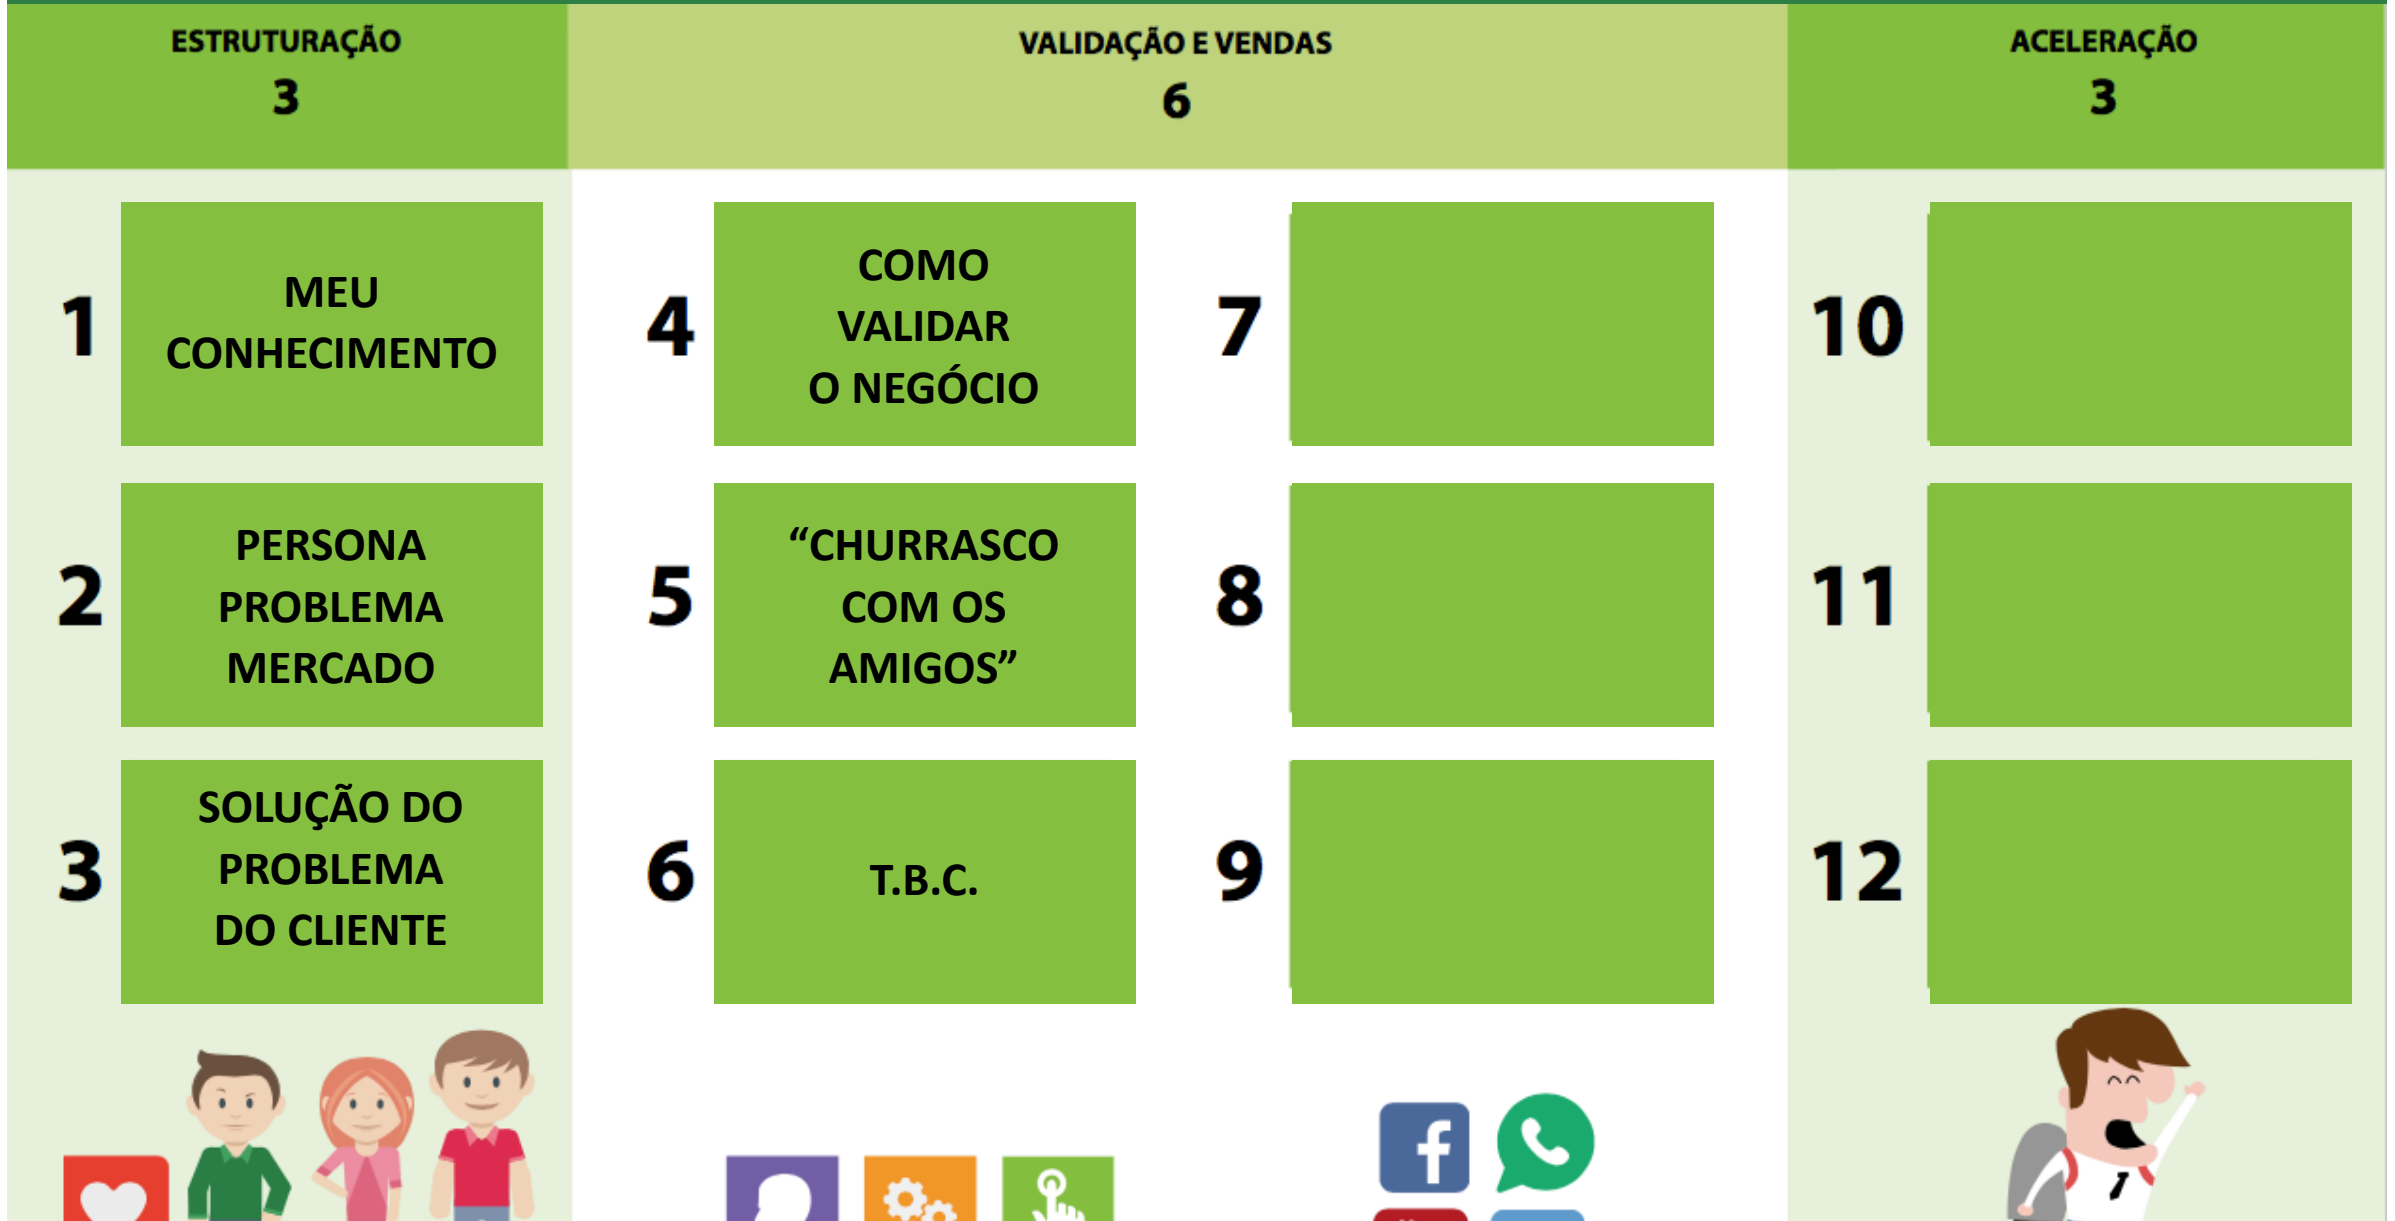 ESTRUTURAÇÃO
3
VALIDAÇÃO E VENDAS
6
ACELERAÇÃO
3
1
MEU
CONHECIMENTO
2
PERSONA
PROBLEMA
MERCADO
3
SOLUÇÃO DO
PROBLEMA
DO CLIENTE
4
COMO
VALIDAR
O NEGÓCIO
5
“CHURRASCO
COM OS
AMIGOS”
6
T.B.C.
7
8
9
10
11
12